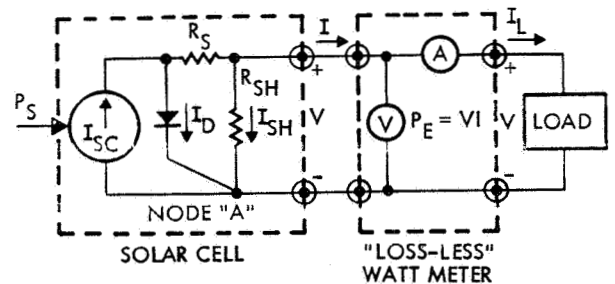 R_S
I
I_L
+
A
+
P_S
I_SC
I_D
R_SH
I_SH
V
V
P_E = VI
V
LOAD
-
-
NODE "A"
SOLAR CELL
"LOSS-LESS"
WATT METER